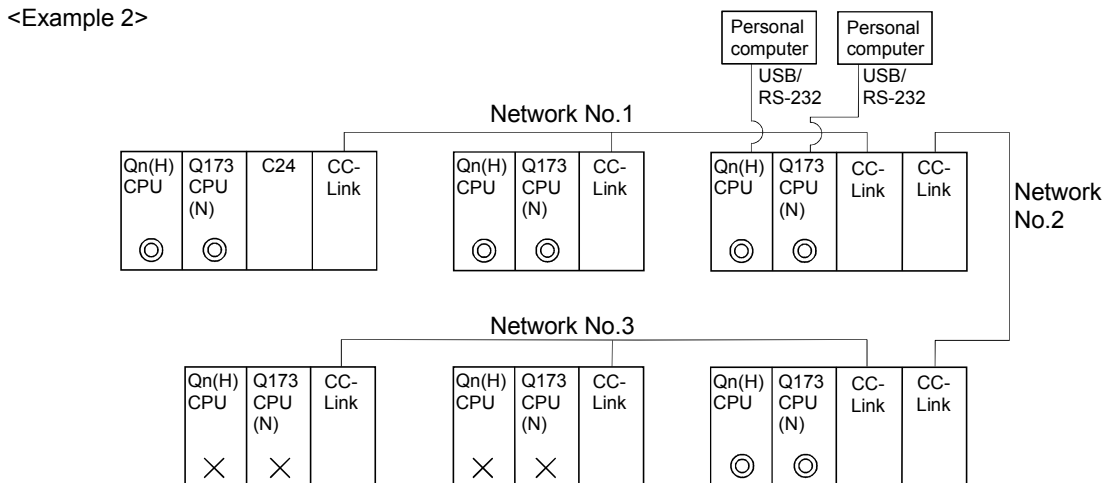 <Example 2>
Personal
computer
Personal
computer
USB/
RS-232
USB/
RS-232
Network No.1
Qn(H)
CPU
Q173
CPU
(N)
C24
CC-
Link
Qn(H)
CPU
Q173
CPU
(N)
CC-
Link
Qn(H)
CPU
Q173
CPU
(N)
CC-
Link
CC-
Link
Network
No.2
Network No.3
Qn(H)
CPU
Q173
CPU
(N)
CC-
Link
Qn(H)
CPU
Q173
CPU
(N)
CC-
Link
Qn(H)
CPU
Q173
CPU
(N)
CC-
Link
CC-
Link